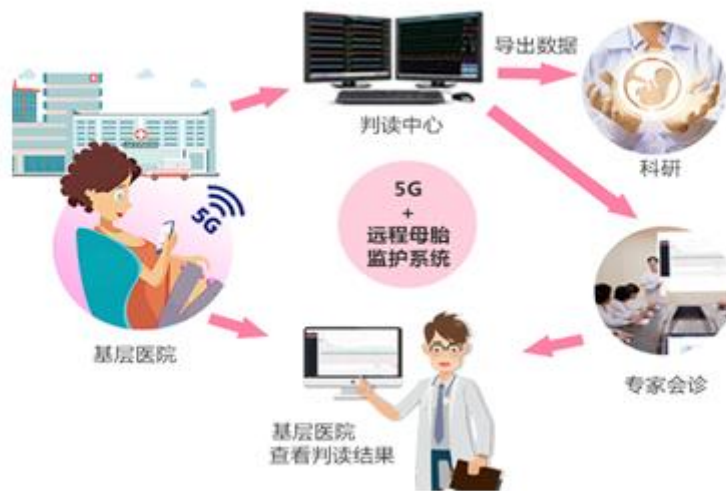 导出数据
判读中心
科研
5G
5G
+
远程母胎
监护系统
基层医院
专家会诊
基层医院
查看判读结果